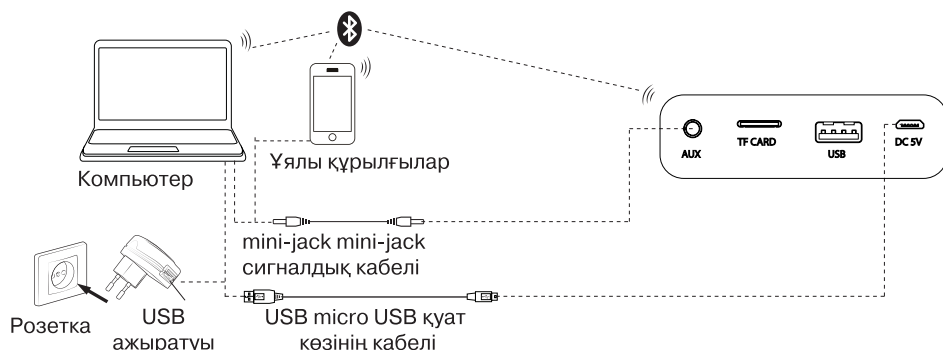 Компьютер
Ұялы құрылғылар
AUX
TF CARD
USB
DC 5V
mini-jack mini-jack
сигналдық кабелі
Розетка
USB
ажыратуы
USB micro USB қуат
көзінің кабелі